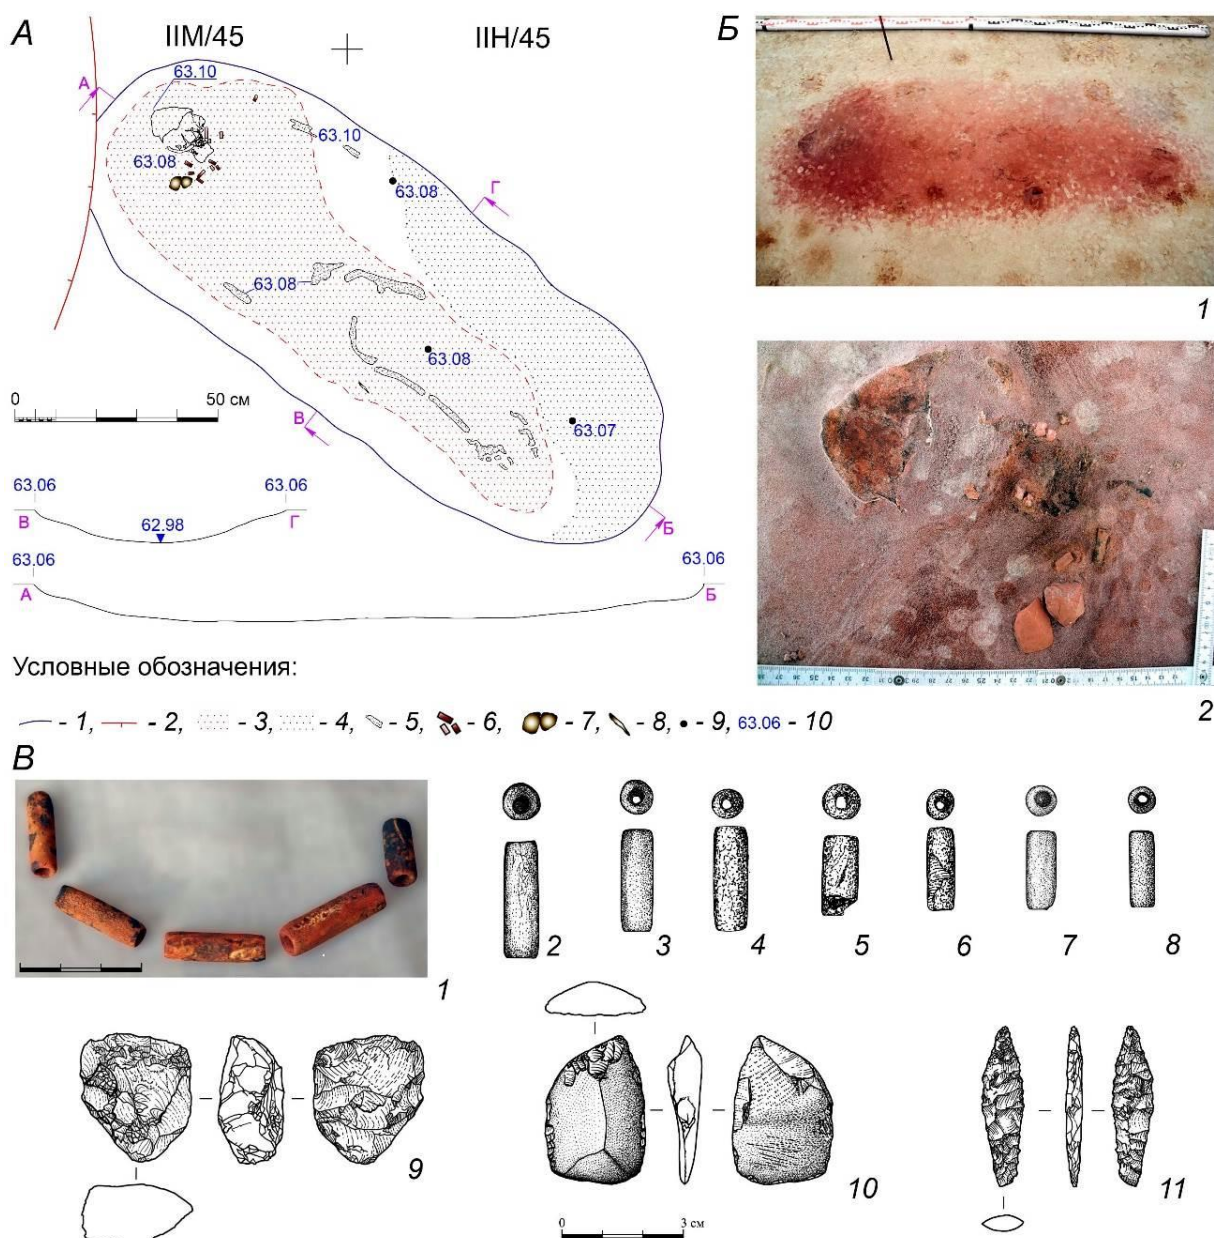 А
IIМ/45
IIН/45
Б
А
63.10
63.10
63.08
63.08
Г
63.08
63.08
63.07
0 50 см
В
Б
1
63.06 63.06
В 62.98 Г
63.06 63.06
А Б
Условные обозначения:
- 1, - 2, - 3, - 4, - 5, - 6, - 7, - 8, - 9, 63.06 - 10
2
В
1
2 3 4 5 6 7 8
9
10
11
0 3 см